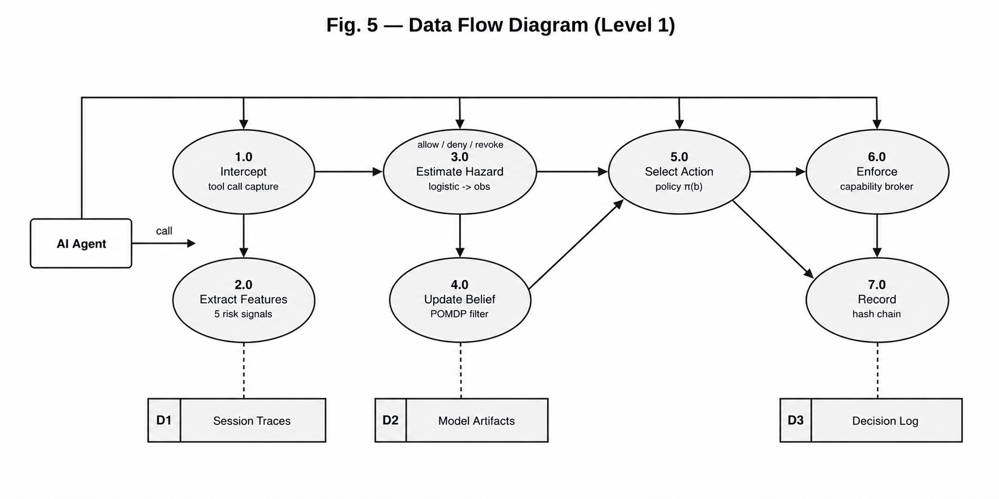 Fig. 5 — Data Flow Diagram (Level 1)
allow / deny / revoke
1.0
Intercept
tool call capture
3.0
Estimate Hazard
logistic -> obs
5.0
Select Action
policy π(b)
6.0
Enforce
capability broker
AI Agent
call
2.0
Extract Features
5 risk signals
4.0
Update Belief
POMDP filter
7.0
Record
hash chain
D1
Session Traces
D2
Model Artifacts
D3
Decision Log